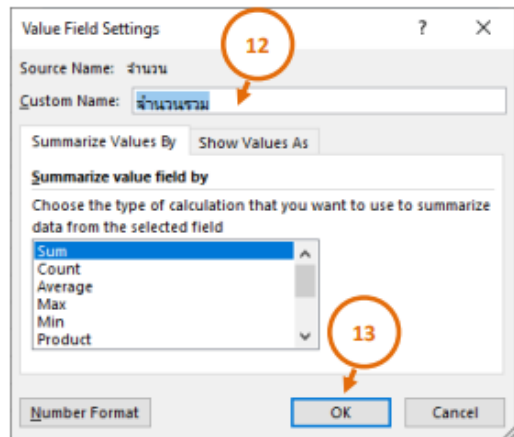 Value Field Settings ? ×
12
Source Name: จำนวน
Custom Name: จำนวนรวม
Summarize Values By Show Values As
Summarize value field by
Choose the type of calculation that you want to use to summarize
data from the selected field
Sum
Count
Average
Max
Min
Product
13
Number Format OK Cancel